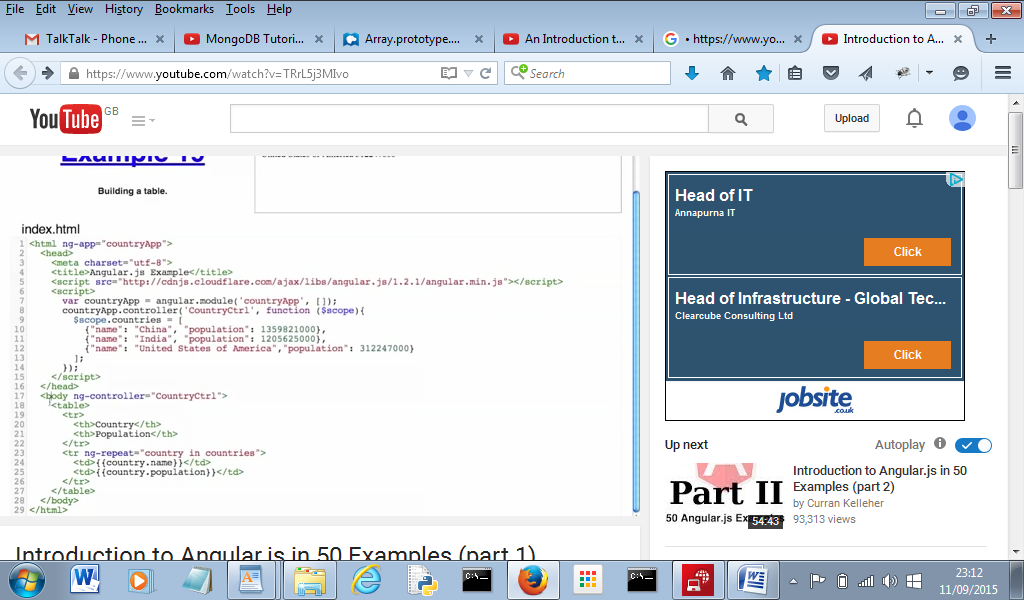 File Edit View History Bookmarks Tools Help
TalkTalk - Phone ... × MongoDB Tutori... × Array.prototype.... × An Introduction t... × • https://www.yo... × Introduction to A... × +
https://www.youtube.com/watch?v=TRrL5j3MIvo Search
YouTube GB Upload
Example 19
Building a table.
index.html
1 <html ng-app="countryApp">
2 <head>
3 <meta charset="utf-8">
4 <title>Angular.js Example</title>
5 <script src="http://cdnjs.cloudflare.com/ajax/libs/angular.js/1.2.1/angular.min.js"></script>
6 <script>
7 var countryApp = angular.module('countryApp', []);
8 countryApp.controller('CountryCtrl', function ($scope){
9 $scope.countries = [
10 {"name": "China", "population": 1359821000},
11 {"name": "India", "population": 1205625000},
12 {"name": "United States of America","population": 312247000}
13 ];
14 });
15 </script>
16 </head>
17 <body ng-controller="CountryCtrl">
18 <table>
19 <tr>
20 <th>Country</th>
21 <th>Population</th>
22 </tr>
23 <tr ng-repeat="country in countries">
24 <td>{{country.name}}</td>
25 <td>{{country.population}}</td>
26 </tr>
27 </table>
28 </body>
29 </html>
Introduction to Angular.js in 50 Examples (part 1)
Head of IT
Annapurna IT
Click
Head of Infrastructure - Global Tec...
Clearcube Consulting Ltd
Click
jobsite
.co.uk
Up next Autoplay
Part II
50 Angular.js Ex
54:43
Introduction to Angular.js in 50
Examples (part 2)
by Curran Kelleher
93,313 views
23:12
11/09/2015